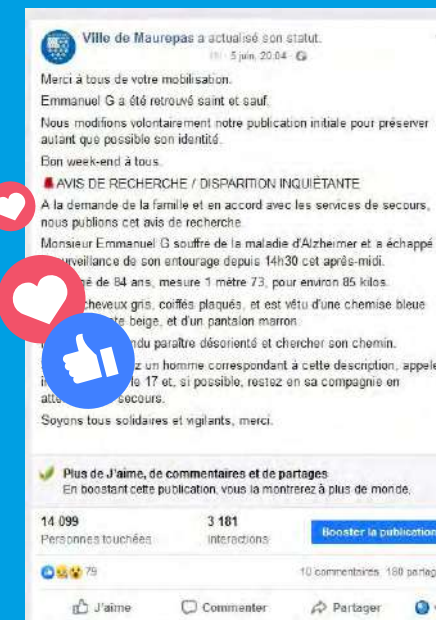 Ville de Maurepas a actualisé son statut.
5 juin, 20:04
Merci à tous de votre mobilisation.
Emmanuel G a été retrouvé saint et sauf.
Nous modifions volontairement notre publication initiale pour préserver
autant que possible son identité.
Bon week-end à tous.
AVIS DE RECHERCHE / DISPARITION INQUIÉTANTE
A la demande de la famille et en accord avec les services de secours,
nous publions cet avis de recherche.
Monsieur Emmanuel G souffre de la maladie d'Alzheimer et a échappé
surveillance de son entourage depuis 14h30 cet après-midi.
de 84 ans, mesure 1 mètre 73, pour environ 85 kilos.
cheveux gris, coiffés plaqués, et est vêtu d'une chemise bleue
beige, et d'un pantalon marron.
paraître désorienté et chercher son chemin.
un homme correspondant à cette description,
le 17 et, si possible, restez en sa compagnie en
secours.
Soyons tous solidaires et vigilants, merci.
Plus de J'aime, de commentaires et de partages
En boostant cette publication, vous la montrerez à plus de monde.
14 099 3 181
Personnes touchées Interactions Booster la publication
79 10 commentaires 180
J'aime Commenter Partager